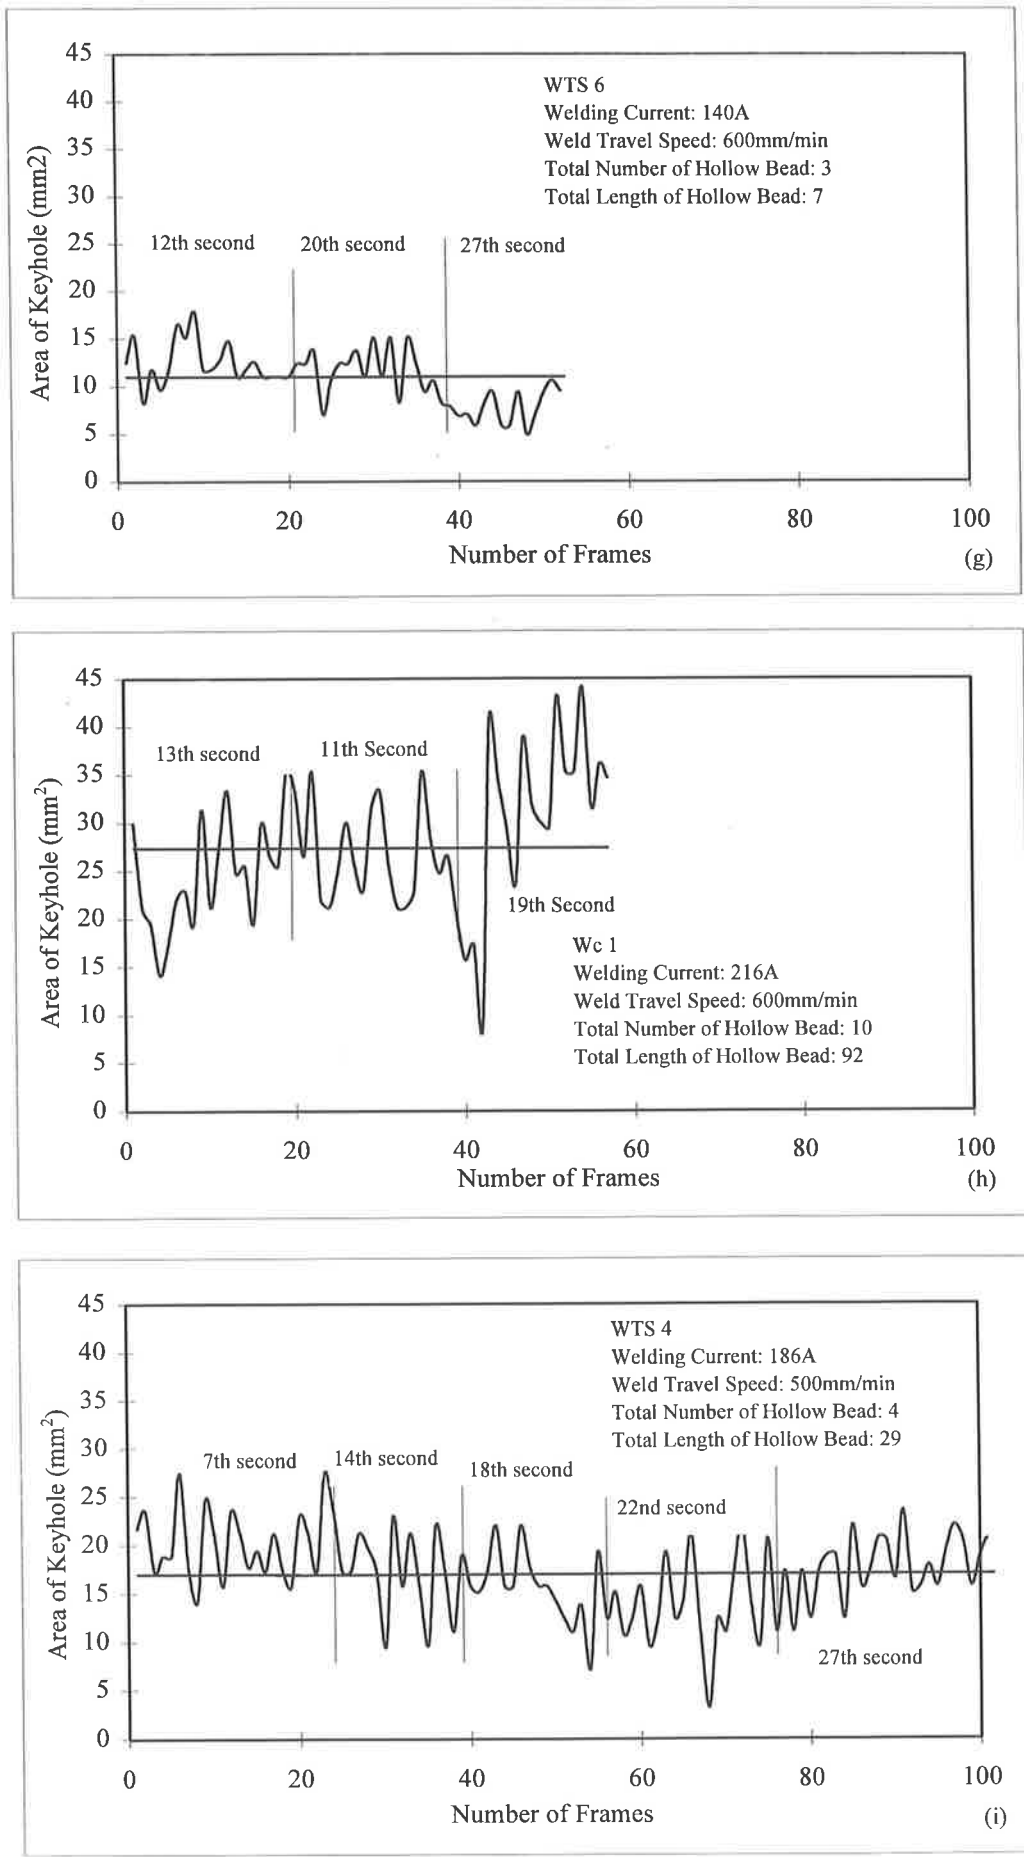 45
WTS 6
40
Welding Current: 140A
35
Weld Travel Speed: 600mm/min
Total Number of Hollow Bead: 3
30
Total Length of Hollow Bead: 7
25
12th second 20th second 27th second
20
15
10
5
0
Area of Keyhole (mm2)
0 20 40 60 80 100
Number of Frames
(g)
45
40
13th second 11th Second
35
30
25
20
19th Second
Wc 1
15
Welding Current: 216A
Weld Travel Speed: 600mm/min
10
Total Number of Hollow Bead: 10
5
Total Length of Hollow Bead: 92
0
Area of Keyhole (mm²)
0 20 40 60 80 100
Number of Frames
(h)
45
WTS 4
40
Welding Current: 186A
35
Weld Travel Speed: 500mm/min
Total Number of Hollow Bead: 4
30
Total Length of Hollow Bead: 29
7th second 14th second 18th second
25
22nd second
20
15
10
27th second
5
0
Area of Keyhole (mm²)
0 20 40 60 80 100
Number of Frames
(i)